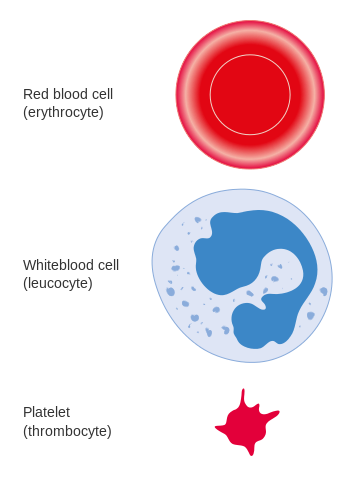 Red blood cell
(erythrocyte)
Whiteblood cell
(leucocyte)
Platelet
(thrombocyte)